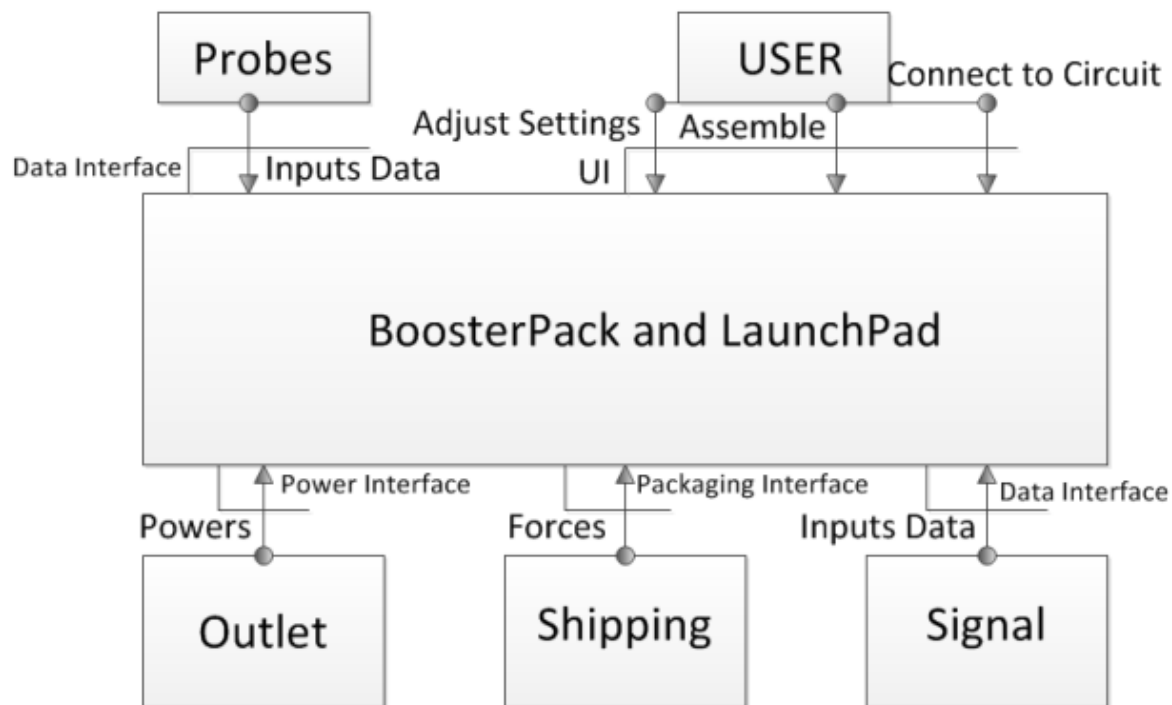 Probes
USER
Connect to Circuit
Adjust Settings
Assemble
Data Interface
Inputs Data
UI
BoosterPack and LaunchPad
Power Interface
Packaging Interface
Data Interface
Powers
Forces
Inputs Data
Outlet
Shipping
Signal